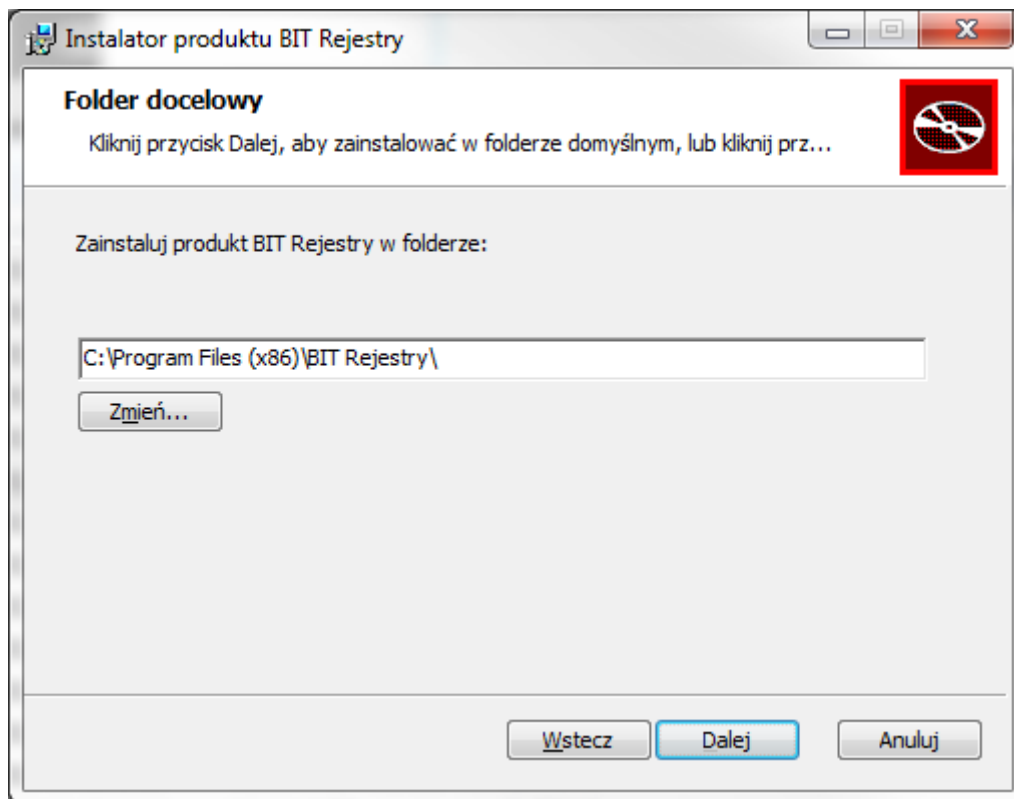 Instalator produktu BIT Rejestry
Folder docelowy
Kliknij przycisk Dalej, aby zainstalować w folderze domyślnym, lub kliknij prz...
Zainstaluj produkt BIT Rejestry w folderze:
C:\Program Files (x86)\BIT Rejestry\
Zmień...
Wstecz Dalej Anuluj